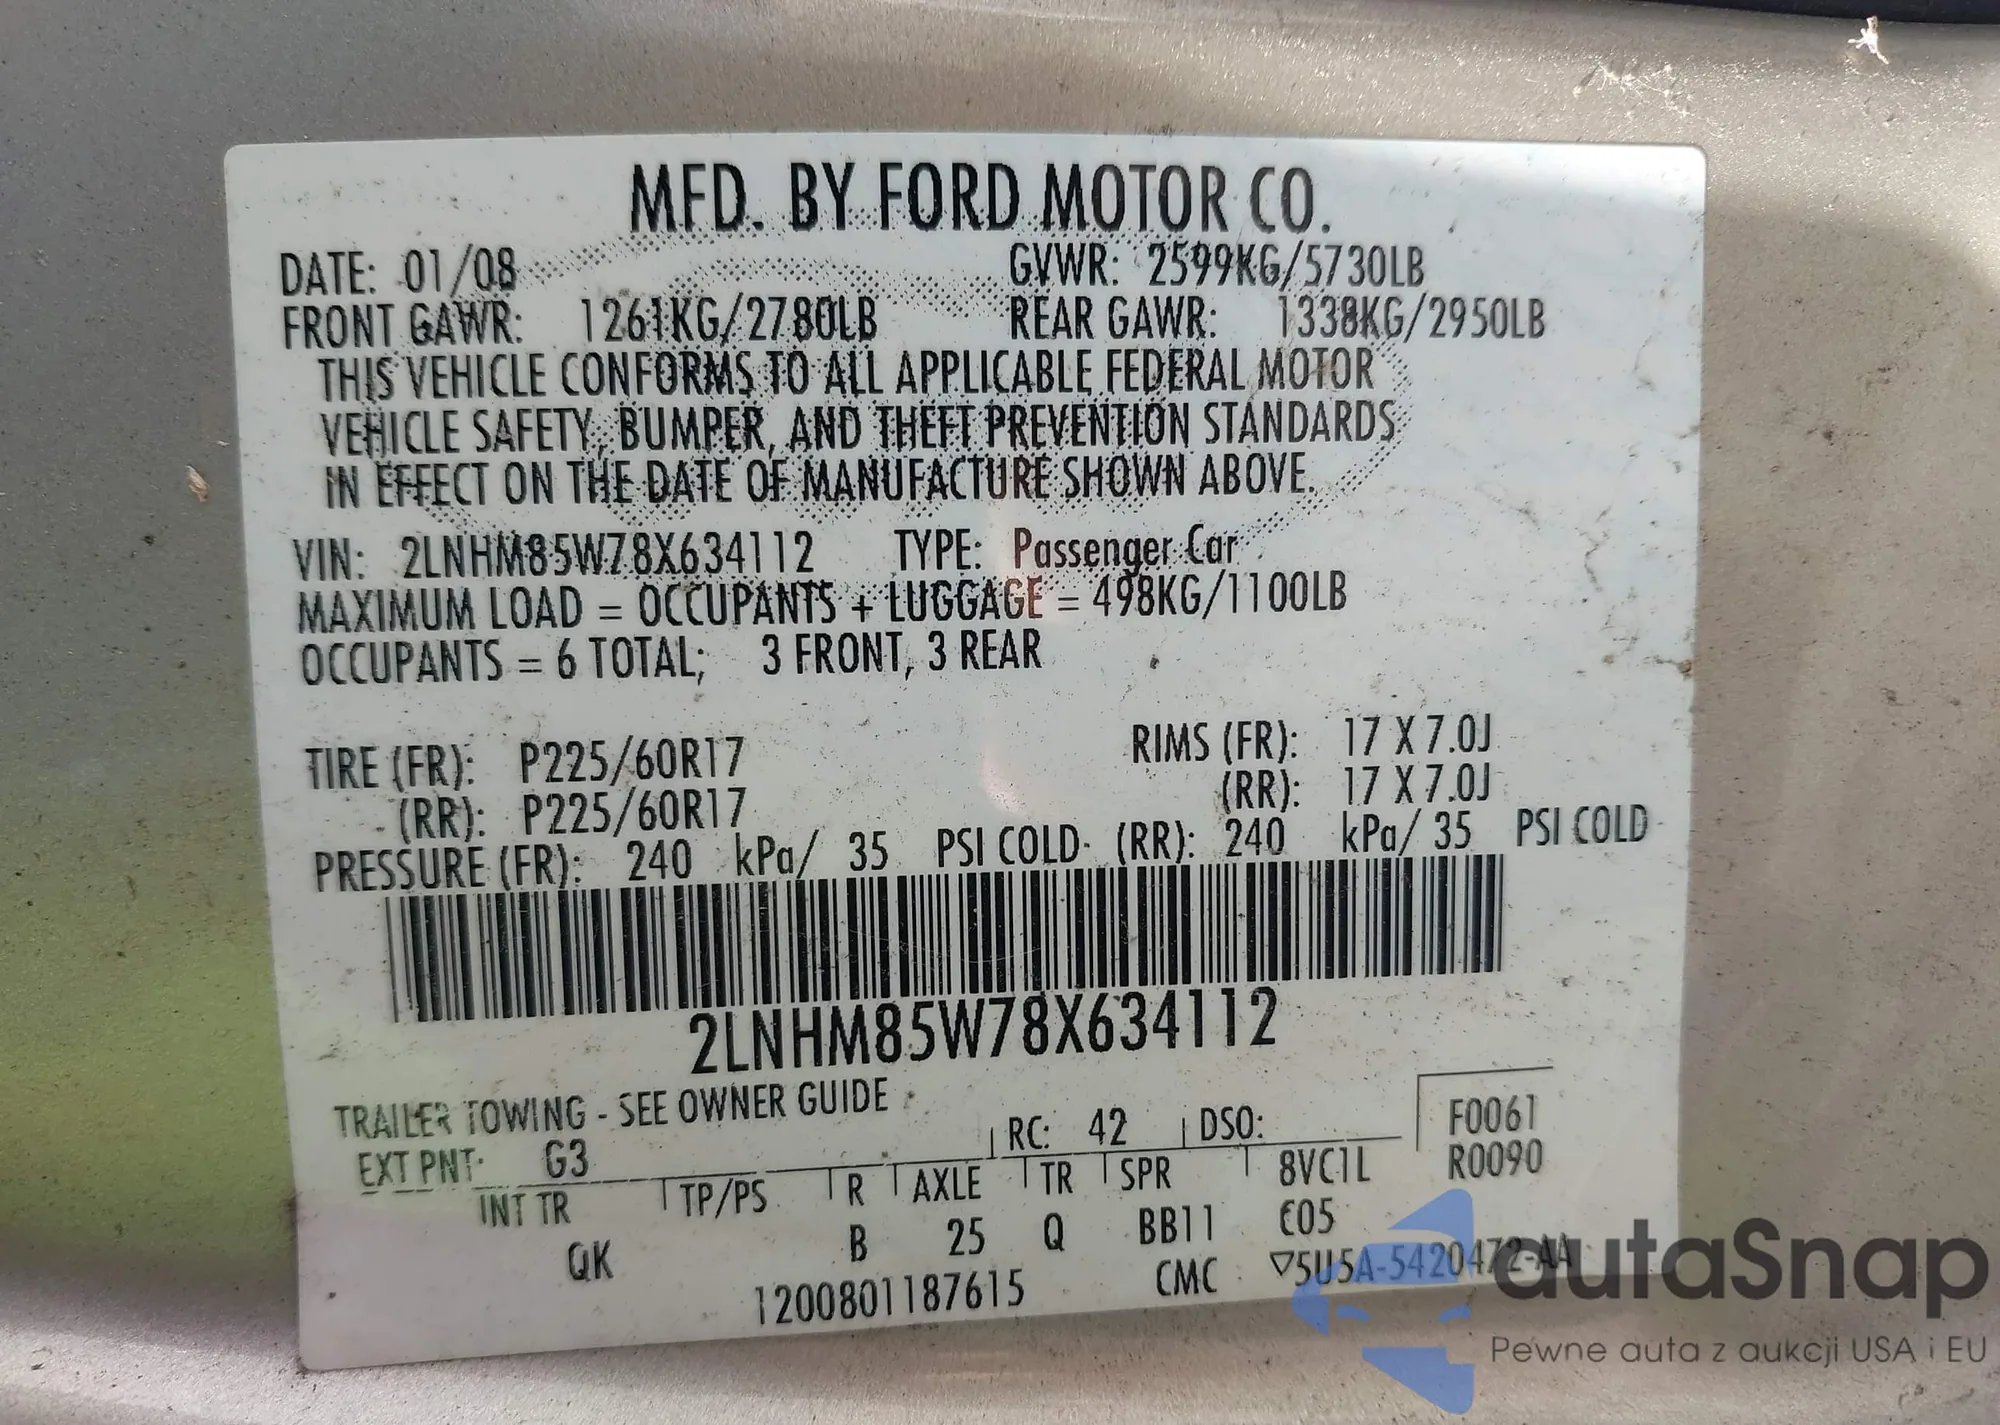 MFD. BY FORD MOTOR CO.
DATE: 01/08 GVWR: 2599KG/5730LB
FRONT GAWR: 1261KG/2780LB REAR GAWR: 1338KG/2950LB
THIS VEHICLE CONFORMS TO ALL APPLICABLE FEDERAL MOTOR
VEHICLE SAFETY, BUMPER, AND THEFT PREVENTION STANDARDS
IN EFFECT ON THE DATE OF MANUFACTURE SHOWN ABOVE.
VIN: 2LNHM85W78X634112 TYPE: Passenger Car
MAXIMUM LOAD = OCCUPANTS + LUGGAGE = 498KG/1100LB
OCCUPANTS = 6 TOTAL; 3 FRONT, 3 REAR
TIRE (FR): P225/60R17 RIMS (FR): 17 X 7.0J
(RR): P225/60R17 (RR): 17 X 7.0J
PRESSURE (FR): 240 kPa/ 35 PSI COLD (RR): 240 kPa/ 35 PSI COLD
2LNHM85W78X634112
TRAILER TOWING - SEE OWNER GUIDE
EXT PNT: G3 RC: 42 DSO: F0061
R0090
INT TR TP/PS R AXLE TR SPR 8VC1L
QK B 25 Q BB11 E05
1200801187615 CMC ▽5U5A-5420472-AA
autaSnap
Pewne auta z aukcji USA i EU